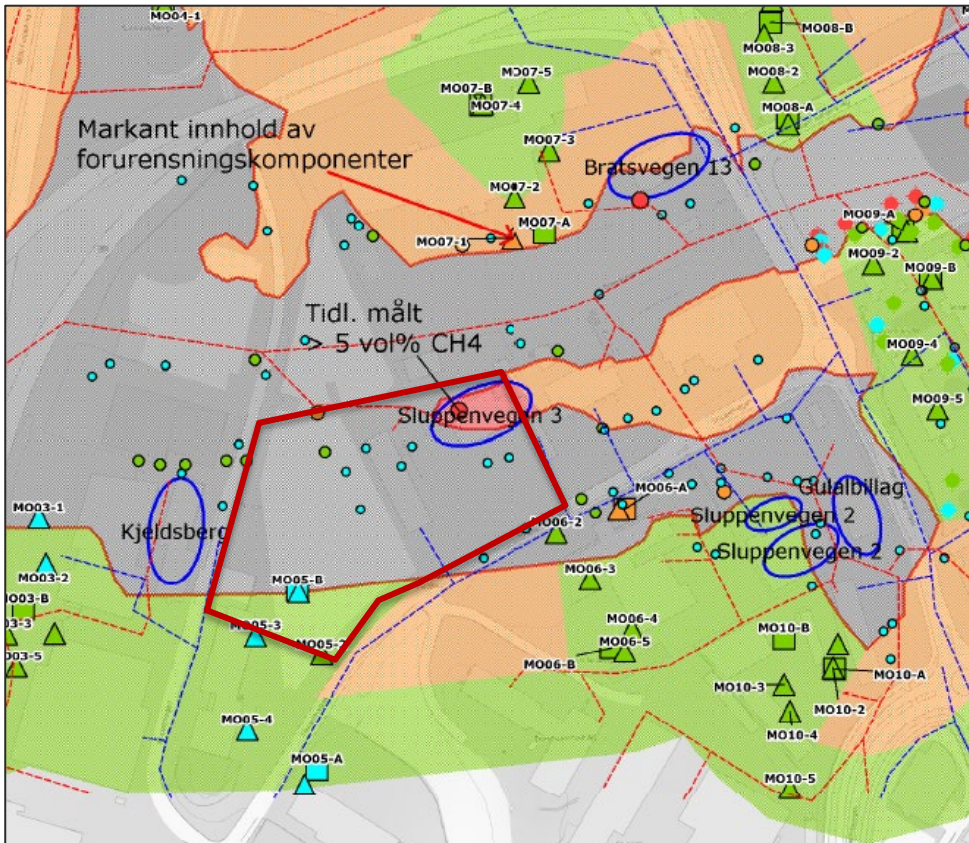 MO04-1
MO08-B
MO08-3
MO07-5
MO07-B
MO07-4
MO08-2
MO08-A
Markant innhold av
forurensningskomponenter
MO07-3
Bratsvegen 13
MO07-2
MO07-A
MO07-1
MO09-A
MO09-2
MO09-B
Tidl. målt
> 5 vol% CH4
MO09-4
MO09-5
Sluppenvegen 3
MO06-A
Gulalbillag
MO03-1
Kjeldsberg
MO06-2
Sluppenvegen 2
Sluppenvegen 2
MO03-2
MO05-B
MO06-3
MO03-B
03-3
MO05-3
MO05-2
MO06-4
MO06-5
MO10-B
MO03-5
MO06-B
MO10-A
MO10-3
MO10-2
MO05-4
MO10-4
MO05-A
MO10-5